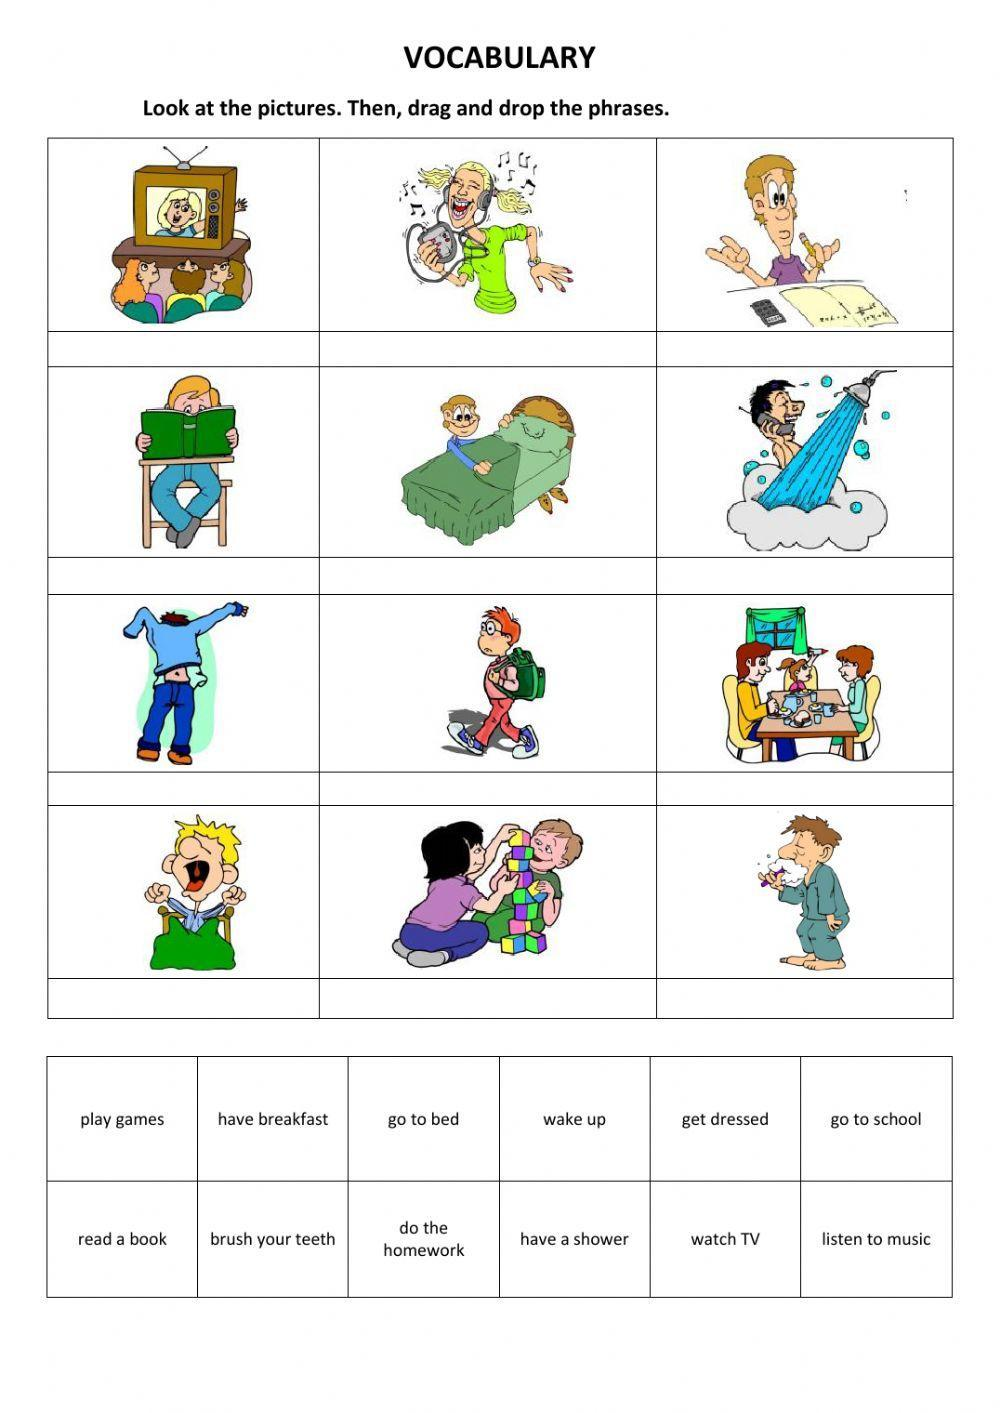 VOCABULARY
Look at the pictures. Then, drag and drop the phrases.
play games
have breakfast
go to bed
wake up
get dressed
go to school
read a book
brush your teeth
do the
homework
have a shower
watch TV
listen to music